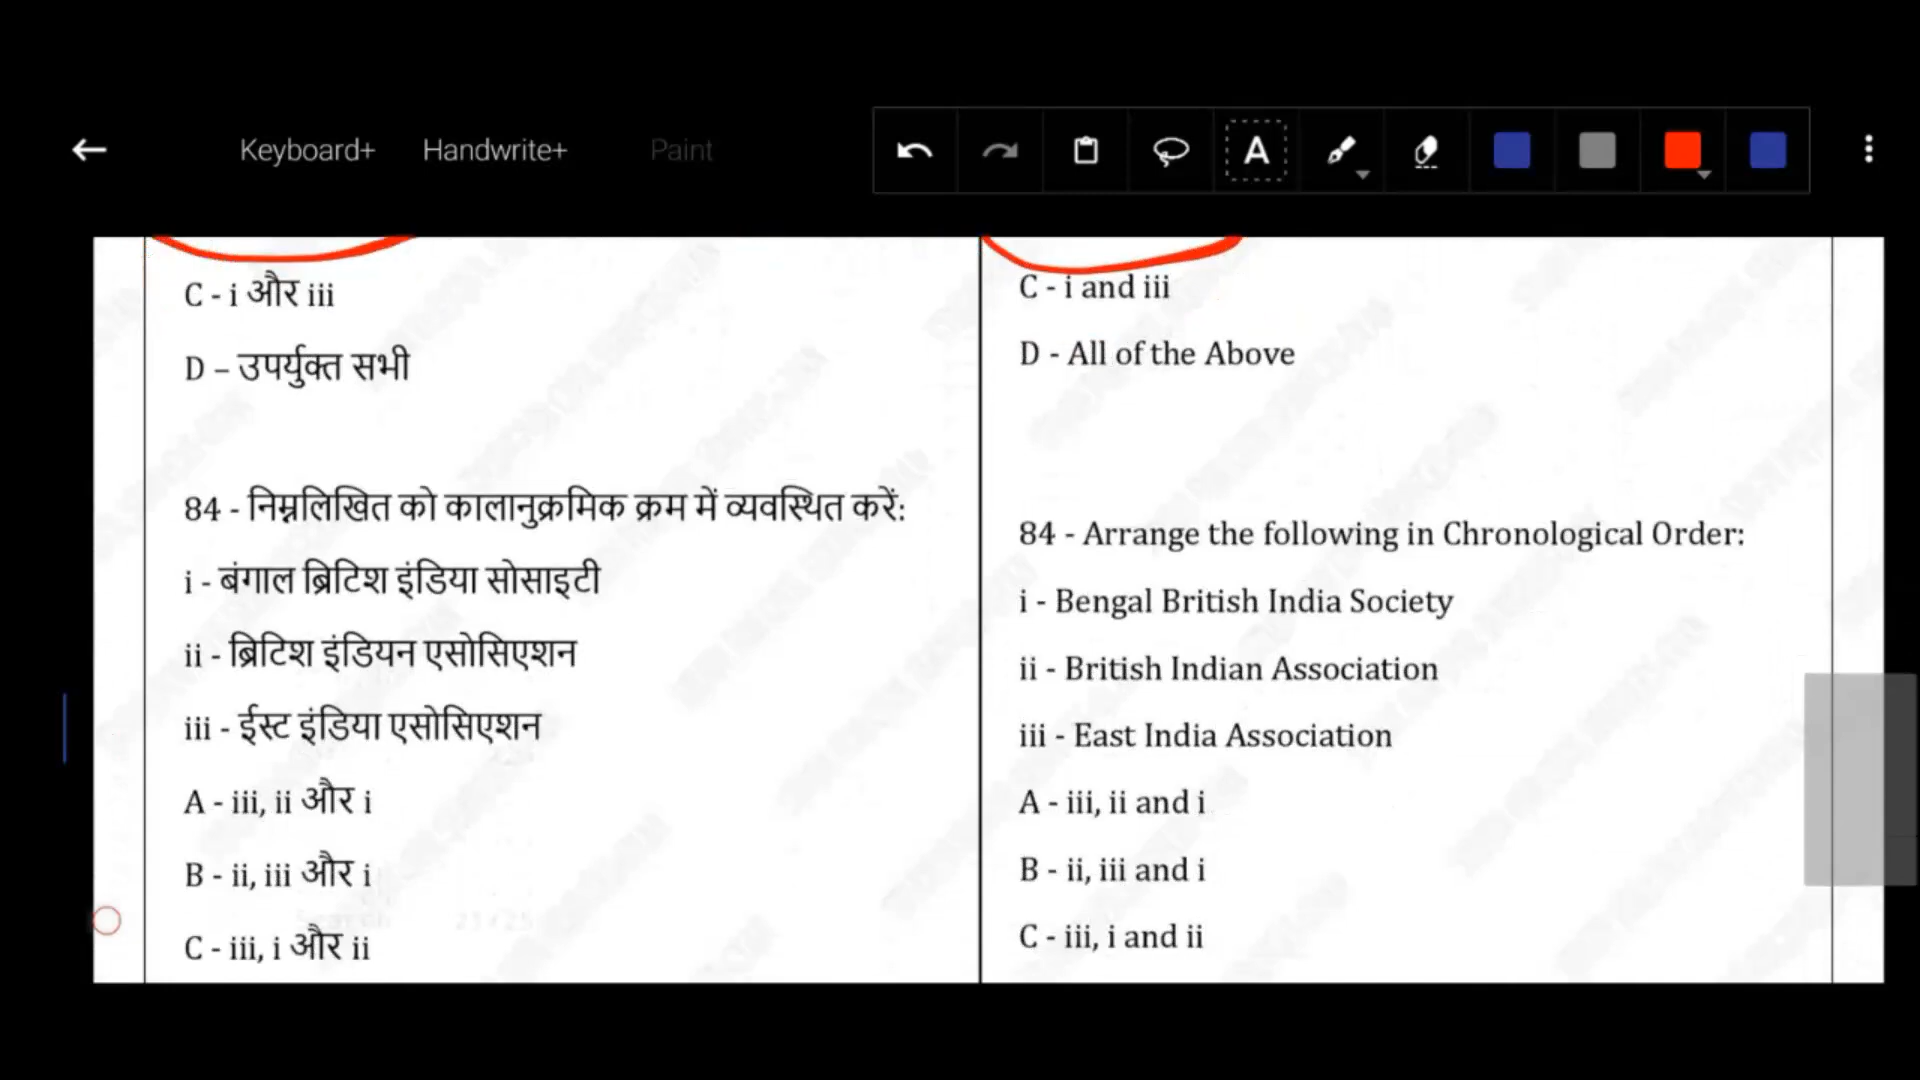 Keyboard+ Handwrite+ Paint A
C - i और iii
D – उपर्युक्त सभी
84 - निम्नलिखित को कालानुक्रमिक क्रम में व्यवस्थित करें:
i - बंगाल ब्रिटिश इंडिया सोसाइटी
ii - ब्रिटिश इंडियन एसोसिएशन
iii - ईस्ट इंडिया एसोसिएशन
A - iii, ii और i
B - ii, iii और i
Search 23/25
C - iii, i और ii
C - i and iii
D - All of the Above
84 - Arrange the following in Chronological Order:
i - Bengal British India Society
ii - British Indian Association
iii - East India Association
A - iii, ii and i
B - ii, iii and i
C - iii, i and ii